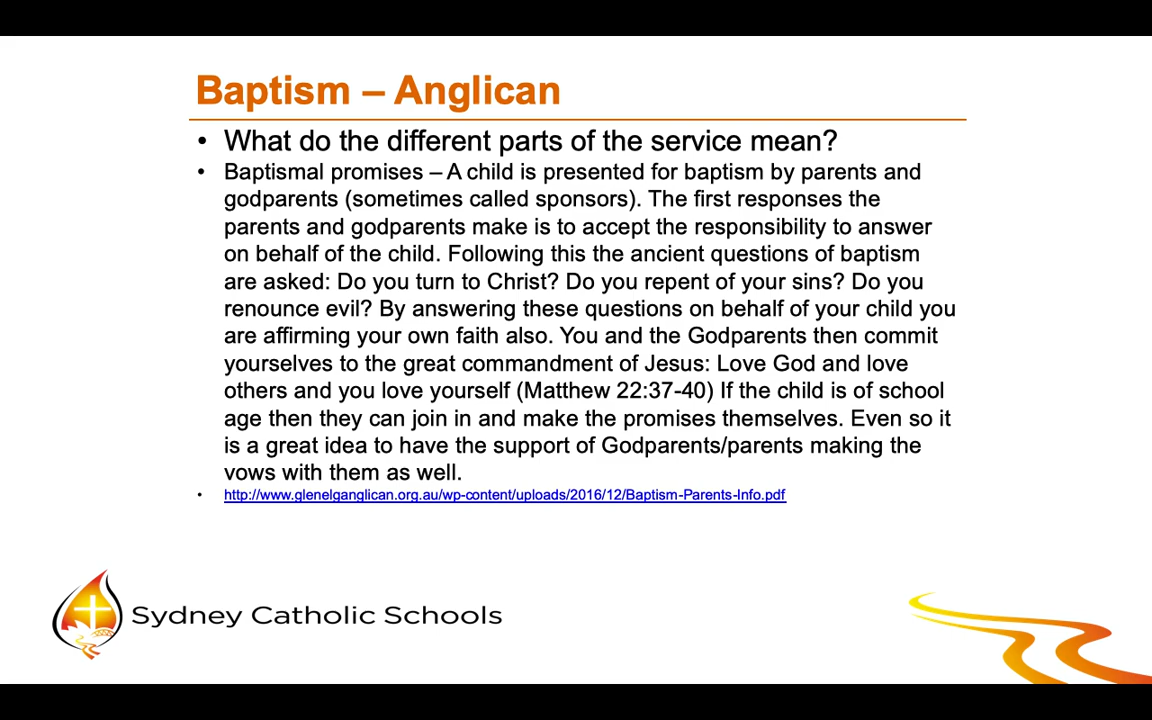 Baptism – Anglican
• What do the different parts of the service mean?
• Baptismal promises – A child is presented for baptism by parents and
godparents (sometimes called sponsors). The first responses the
parents and godparents make is to accept the responsibility to answer
on behalf of the child. Following this the ancient questions of baptism
are asked: Do you turn to Christ? Do you repent of your sins? Do you
renounce evil? By answering these questions on behalf of your child you
are affirming your own faith also. You and the Godparents then commit
yourselves to the great commandment of Jesus: Love God and love
others and you love yourself (Matthew 22:37-40) If the child is of school
age then they can join in and make the promises themselves. Even so it
is a great idea to have the support of Godparents/parents making the
vows with them as well.
• http://www.glenelganglican.org.au/wp-content/uploads/2016/12/Baptism-Parents-Info.pdf
Sydney Catholic Schools